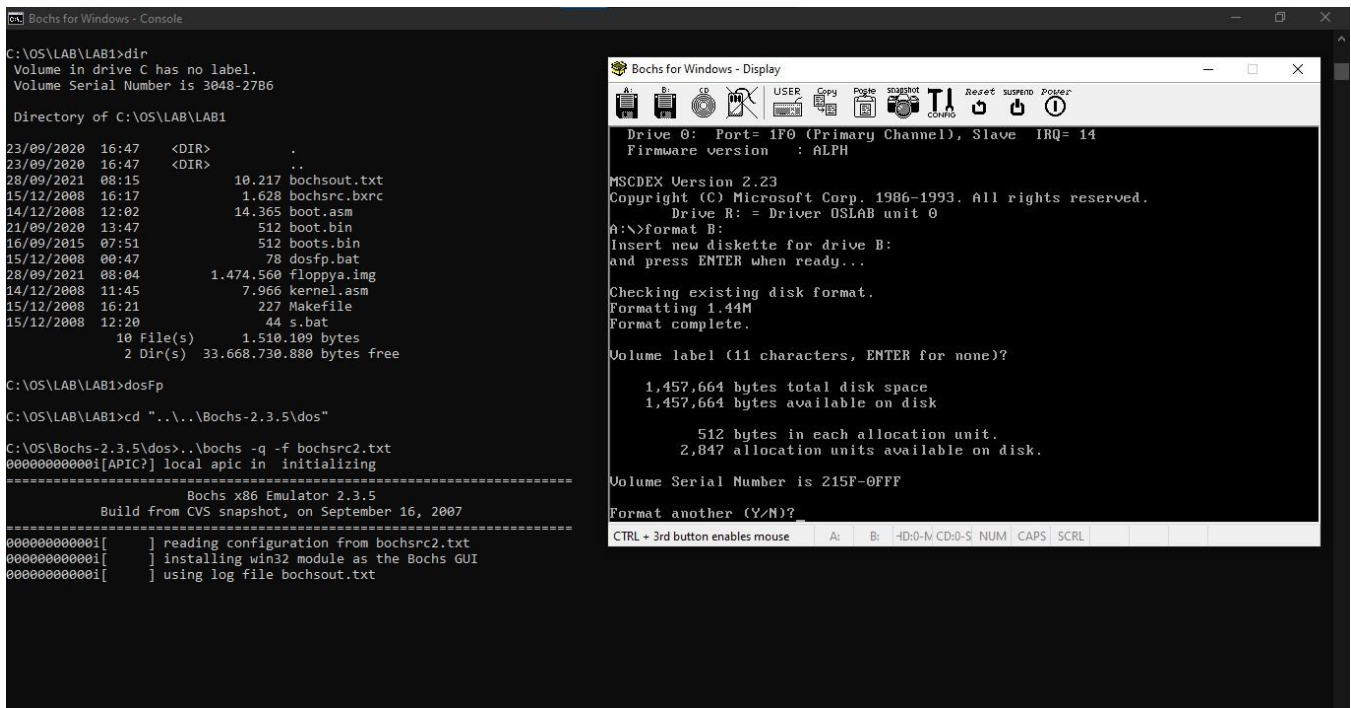 Bochs for Windows - Console
C:\OS\LAB\LAB1>dir
Volume in drive C has no label.
Volume Serial Number is 3048-27B6
Directory of C:\OS\LAB\LAB1
23/09/2020 16:47 <DIR> .
23/09/2020 16:47 <DIR> ..
28/09/2021 08:15 10.217 bochsout.txt
15/12/2008 16:17 1.628 bochsrc.bxrc
14/12/2008 12:02 14.365 boot.asm
21/09/2020 13:47 512 boot.bin
16/09/2015 07:51 512 boots.bin
15/12/2008 00:47 78 dosfp.bat
28/09/2021 08:04 1.474.560 floppya.img
14/12/2008 11:45 7.966 kernel.asm
15/12/2008 16:21 227 Makefile
15/12/2008 12:20 44 s.bat
10 File(s) 1.510.109 bytes
2 Dir(s) 33.668.730.880 bytes free
C:\OS\LAB\LAB1>dosFp
C:\OS\LAB\LAB1>cd "..\..\Bochs-2.3.5\dos"
C:\OS\Bochs-2.3.5\dos>..\bochs -q -f bochsrc2.txt
00000000000i[APIC?] local apic in initializing
========================================================================
Bochs x86 Emulator 2.3.5
Build from CVS snapshot, on September 16, 2007
========================================================================
00000000000i[ ] reading configuration from bochsrc2.txt
00000000000i[ ] installing win32 module as the Bochs GUI
00000000000i[ ] using log file bochsout.txt
Bochs for Windows - Display
A: B: CD USER Copy Paste snapshot CONFIG Reset SUSPEND Power
Drive 0: Port= 1F0 (Primary Channel), Slave IRQ= 14
Firmware version : ALPH
MSCDEX Version 2.23
Copyright (C) Microsoft Corp. 1986-1993. All rights reserved.
Drive R: = Driver OSLAB unit 0
A:\>format B:
Insert new diskette for drive B:
and press ENTER when ready...
Checking existing disk format.
Formatting 1.44M
Format complete.
Volume label (11 characters, ENTER for none)?
1,457,664 bytes total disk space
1,457,664 bytes available on disk
512 bytes in each allocation unit.
2,847 allocation units available on disk.
Volume Serial Number is 215F-0FFF
Format another (Y/N)?_
CTRL + 3rd button enables mouse A: B: HD:0-M CD:0-S NUM CAPS SCRL